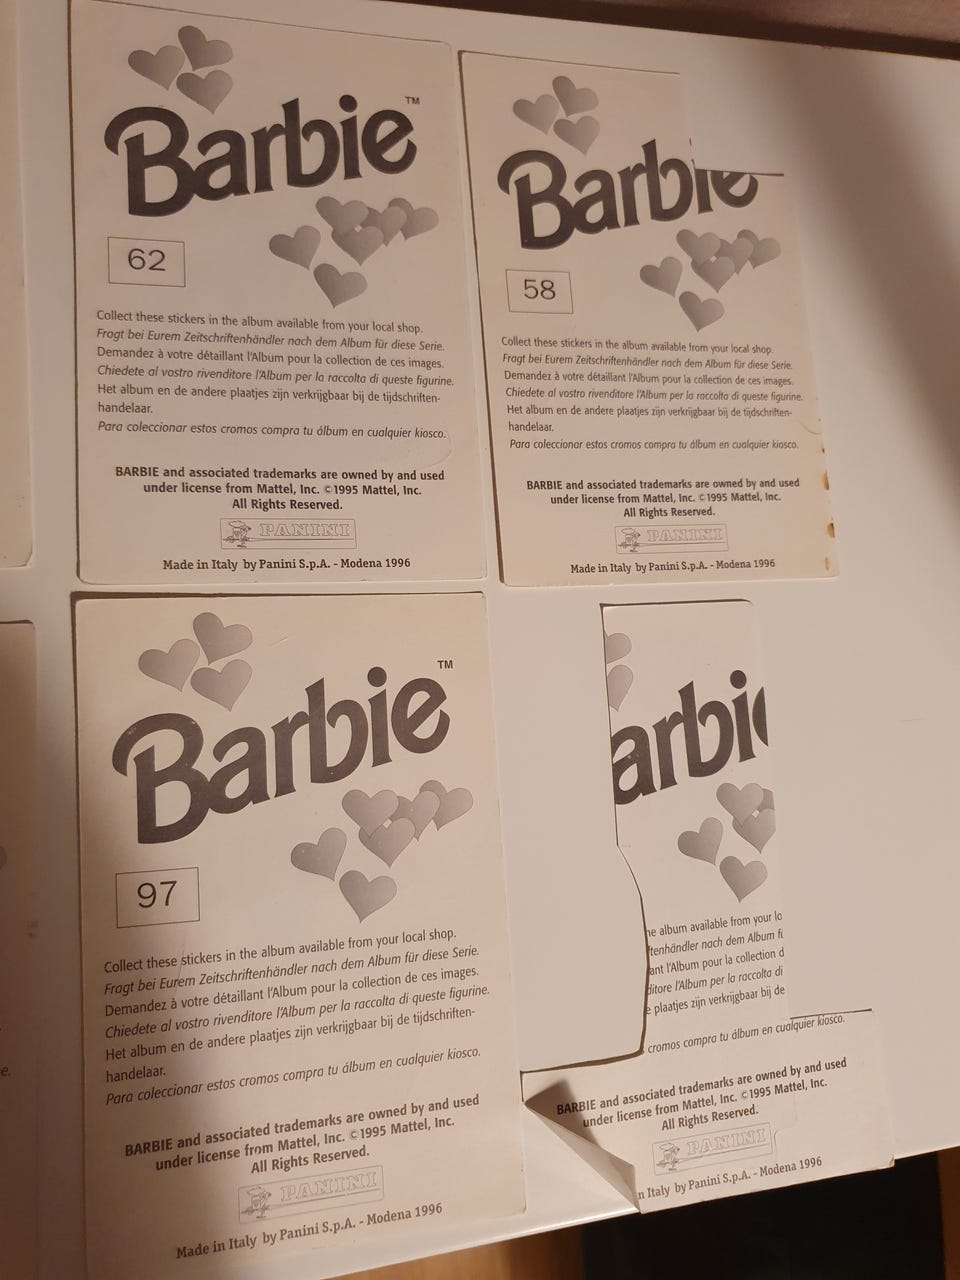 Barbie™
62
Collect these stickers in the album available from your local shop.
Fragt bei Eurem Zeitschriftenhändler nach dem Album für diese Serie.
Demandez à votre détaillant l'Album pour la collection de ces images.
Chiedete al vostro rivenditore l'Album per la raccolta di queste figurine.
Het album en de andere plaatjes zijn verkrijgbaar bij de tijdschriften-
handelaar.
Para coleccionar estos cromos compra tu álbum en cualquier kiosco.
BARBIE and associated trademarks are owned by and used
under license from Mattel, Inc. ©1995 Mattel, Inc.
All Rights Reserved.
PANINI
Made in Italy by Panini S.p.A. - Modena 1996
Barbie
58
Collect these stickers in the album available from your local shop.
Fragt bei Eurem Zeitschriftenhändler nach dem Album für diese Serie.
Demandez à votre détaillant l'Album pour la collection de ces images.
Chiedete al vostro rivenditore l'Album per la raccolta di queste figurine.
Het album en de andere plaatjes zijn verkrijgbaar bij de tijdschriften-
handelaar.
Para coleccionar estos cromos compra tu álbum en cualquier kiosco.
BARBIE and associated trademarks are owned by and used
under license from Mattel, Inc. ©1995 Mattel, Inc.
All Rights Reserved.
PANINI
Made in Italy by Panini S.p.A. - Modena 1996
Barbie™
97
Collect these stickers in the album available from your local shop.
Fragt bei Eurem Zeitschriftenhändler nach dem Album für diese Serie.
Demandez à votre détaillant l'Album pour la collection de ces images.
Chiedete al vostro rivenditore l'Album per la raccolta di queste figurine.
Het album en de andere plaatjes zijn verkrijgbaar bij de tijdschriften-
handelaar.
Para coleccionar estos cromos compra tu álbum en cualquier kiosco.
BARBIE and associated trademarks are owned by and used
under license from Mattel, Inc. ©1995 Mattel, Inc.
All Rights Reserved.
PANINI
Made in Italy by Panini S.p.A. - Modena 1996
arbie
he album available from your lo
tenhändler nach dem Album fü
ant l'Album pour la collection d
ditore l'Album per la raccolta di
e plaatjes zijn verkrijgbaar bij de
cromos compra tu álbum en cualquier kiosco.
BARBIE and associated trademarks are owned by and used
under license from Mattel, Inc. ©1995 Mattel, Inc.
All Rights Reserved.
PANINI
n Italy by Panini S.p.A. - Modena 1996
e.